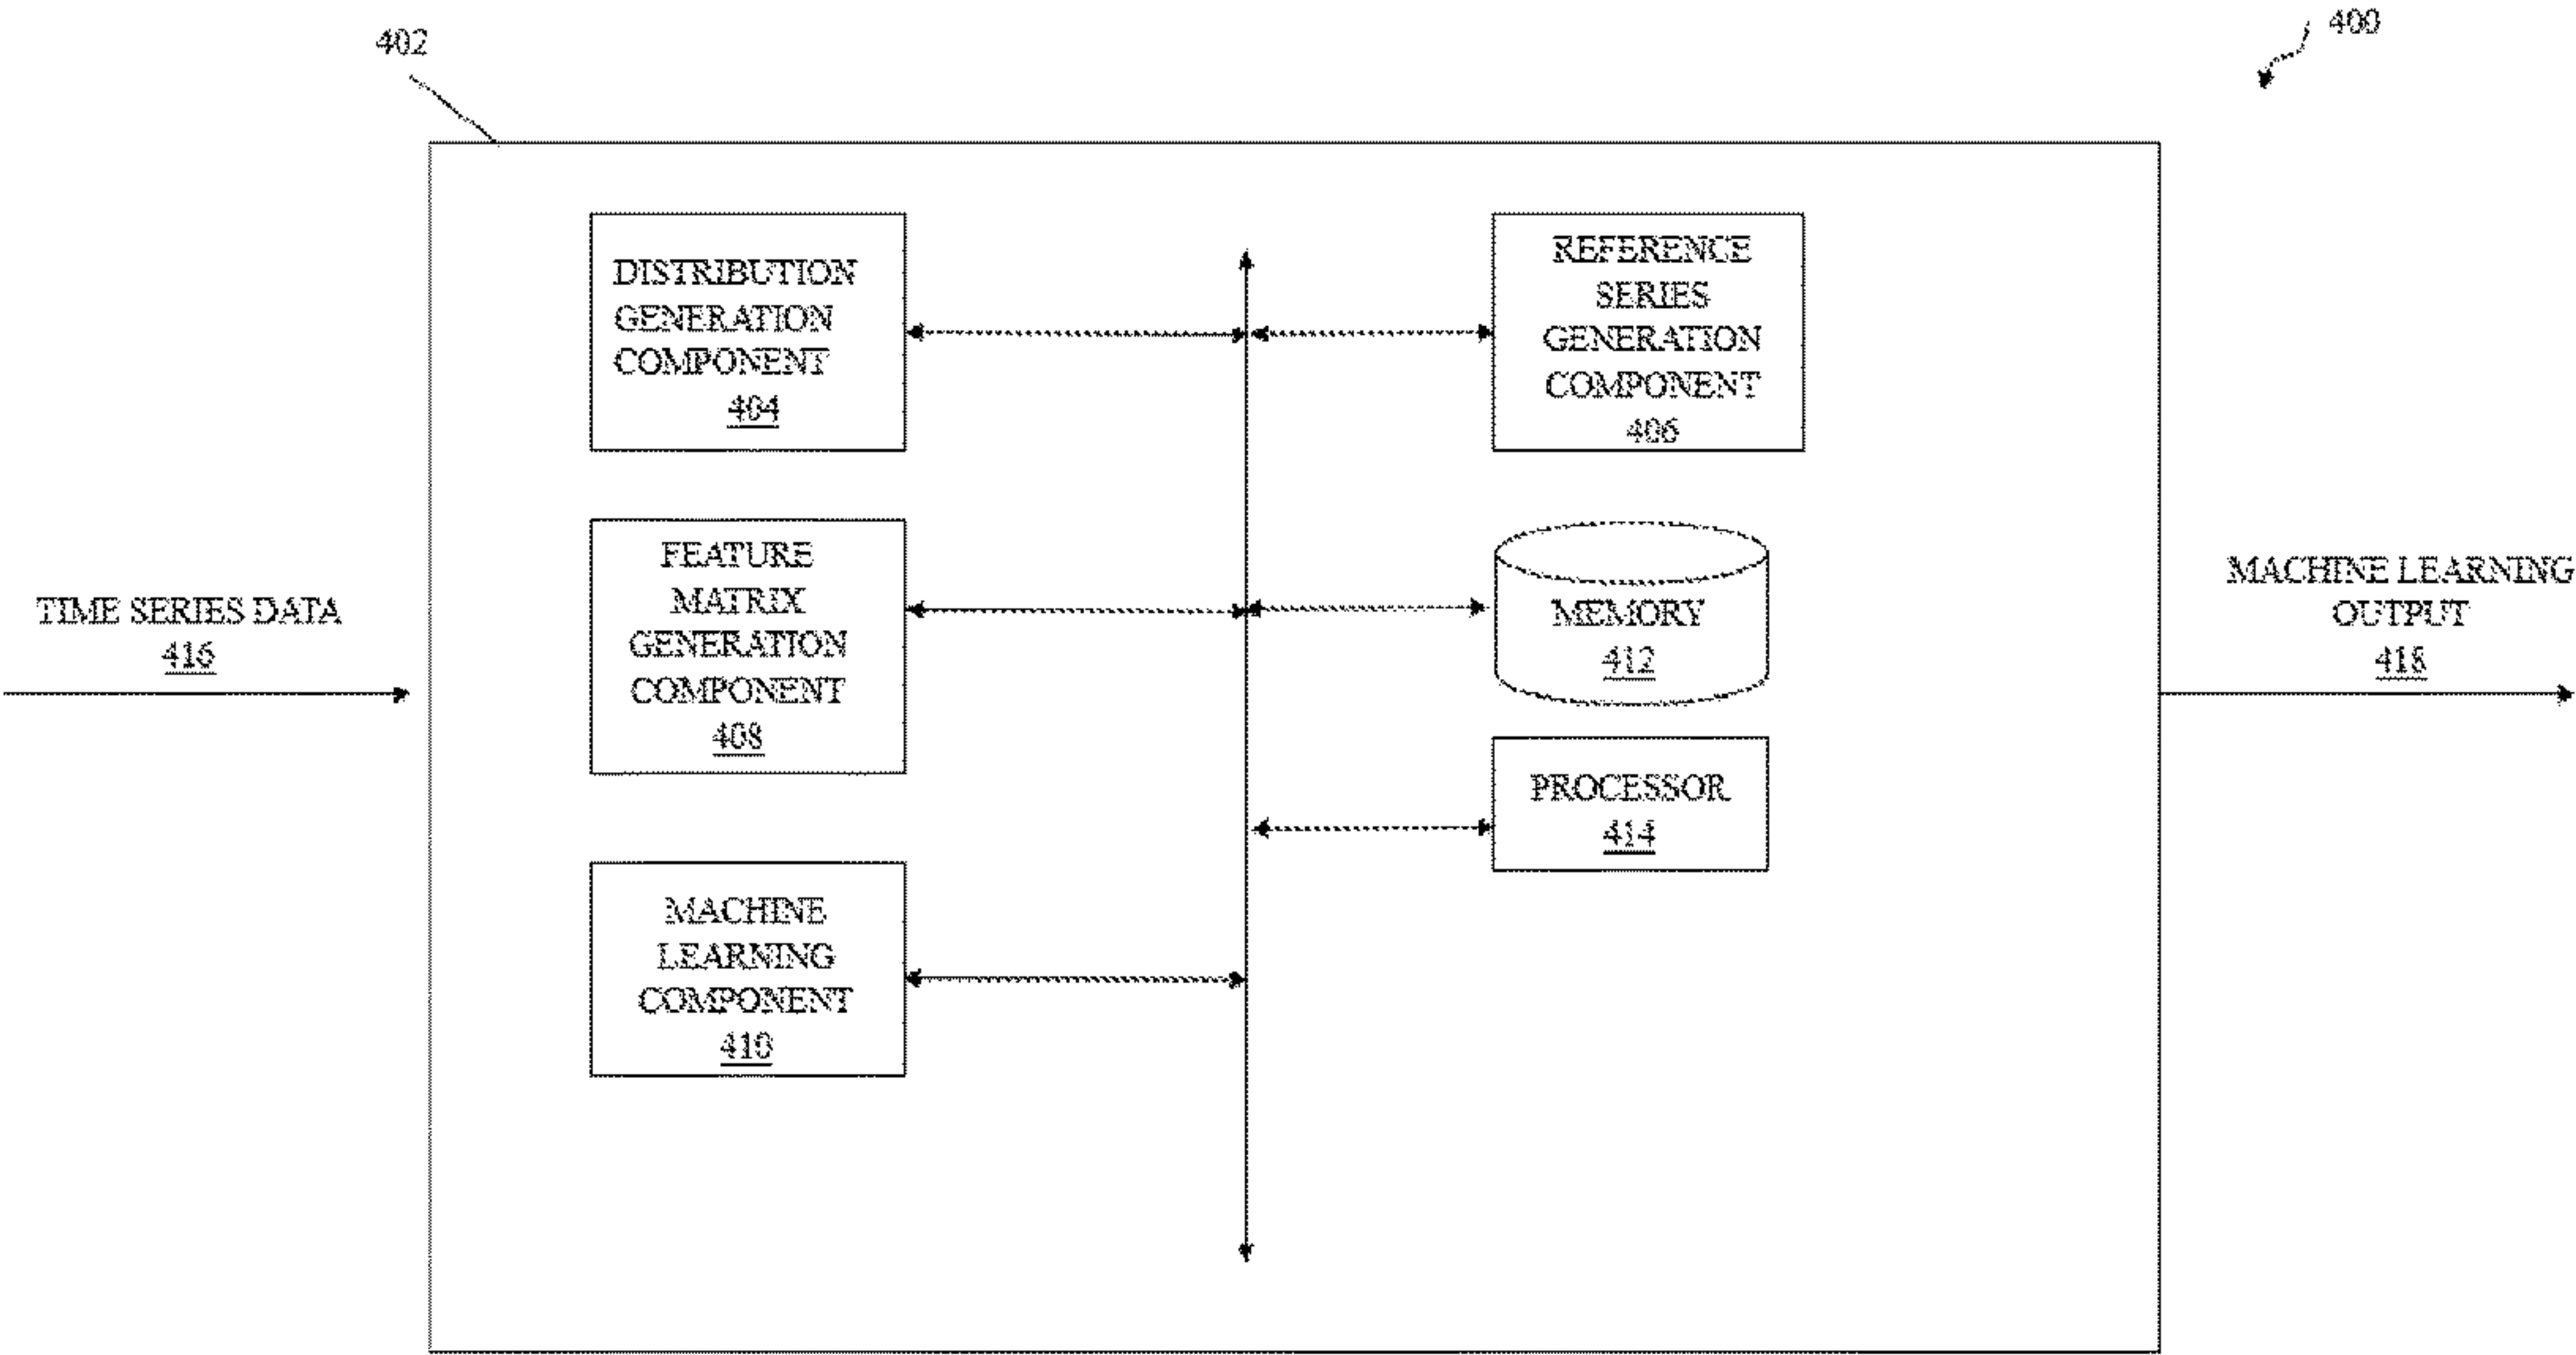 402
400
DISTRIBUTION
GENERATION
COMPONENT
404
REFERENCE
SERIES
GENERATION
COMPONENT
406
TIME SERIES DATA
416
FEATURE
MATRIX
GENERATION
COMPONENT
408
MEMORY
412
MACHINE LEARNING
OUTPUT
418
PROCESSOR
414
MACHINE
LEARNING
COMPONENT
410